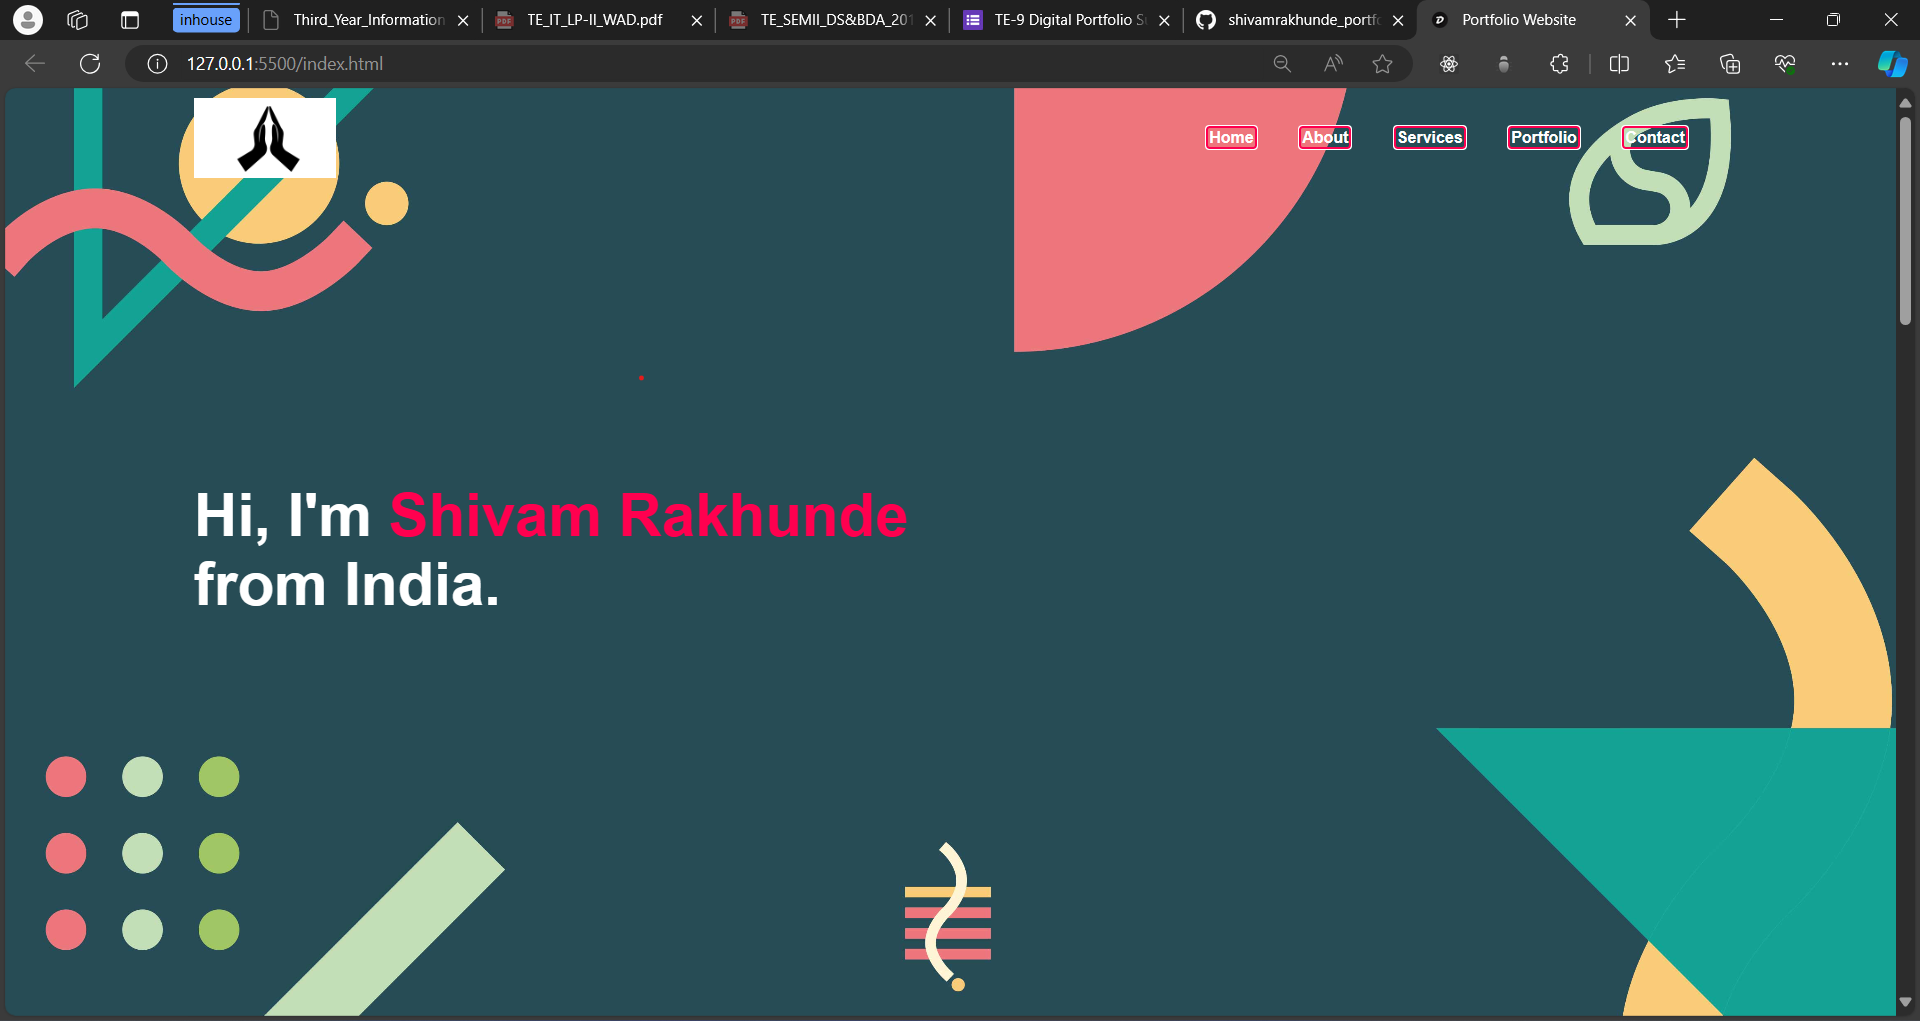 inhouse
Third_Year_Information
TE_IT_LP-II_WAD.pdf
TE_SEMII_DS&BDA_201
TE-9 Digital Portfolio S
shivamrakhunde_portfo
Portfolio Website
127.0.0.1:5500/index.html
Home
About
Services
Portfolio
Contact
Hi, I'm Shivam Rakhunde
from India.